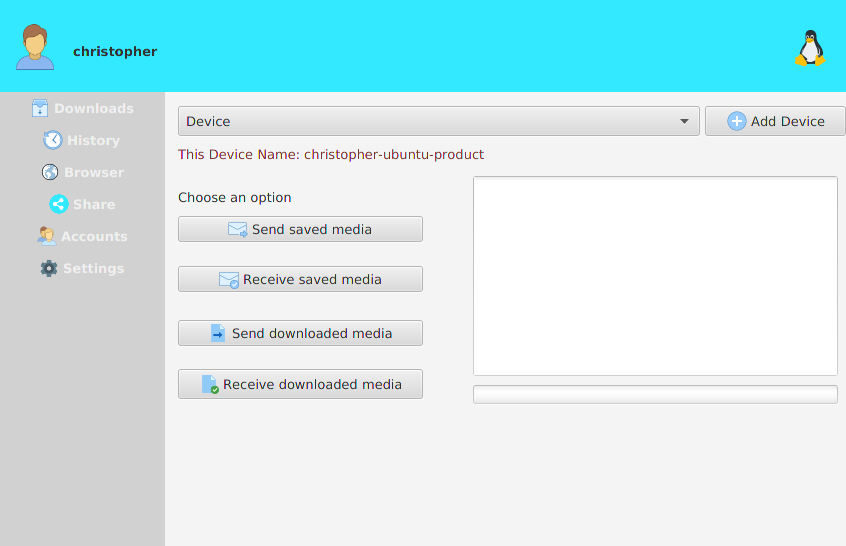 christopher
Downloads
History
Browser
Share
Accounts
Settings
Device
Add Device
This Device Name: christopher-ubuntu-product
Choose an option
Send saved media
Receive saved media
Send downloaded media
Receive downloaded media